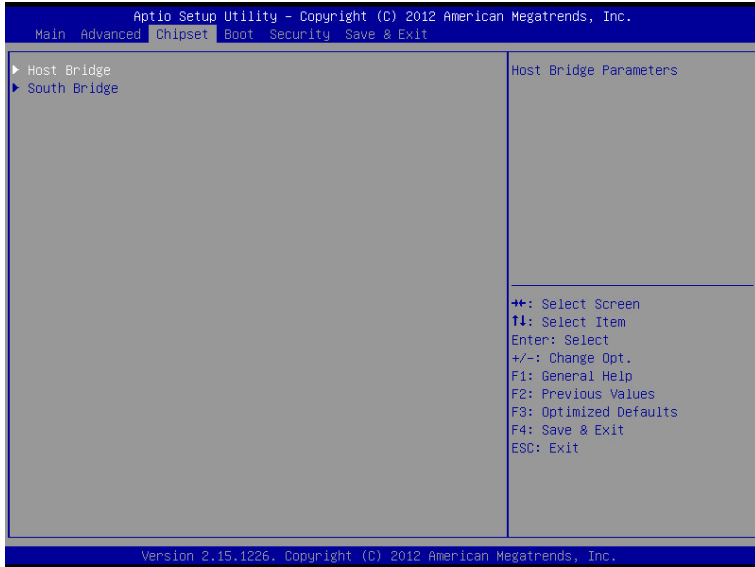 Aptio Setup Utility – Copyright (C) 2012 American Megatrends, Inc.
Main Advanced Chipset Boot Security Save & Exit
► Host Bridge
► South Bridge
Host Bridge Parameters
→←: Select Screen
↑↓: Select Item
Enter: Select
+/-: Change Opt.
F1: General Help
F2: Previous Values
F3: Optimized Defaults
F4: Save & Exit
ESC: Exit
Version 2.15.1226. Copyright (C) 2012 American Megatrends, Inc.